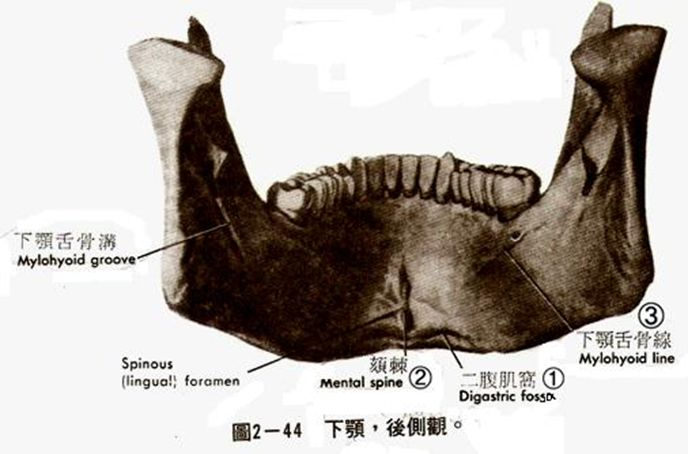 下顎舌骨溝
Mylohyoid groove
Spinous
(lingual) foramen
頦棘
Mental spine ②
二腹肌窩 ①
Digastric fossa
③
下顎舌骨線
Mylohyoid line
圖2-44 下顎，後側觀。